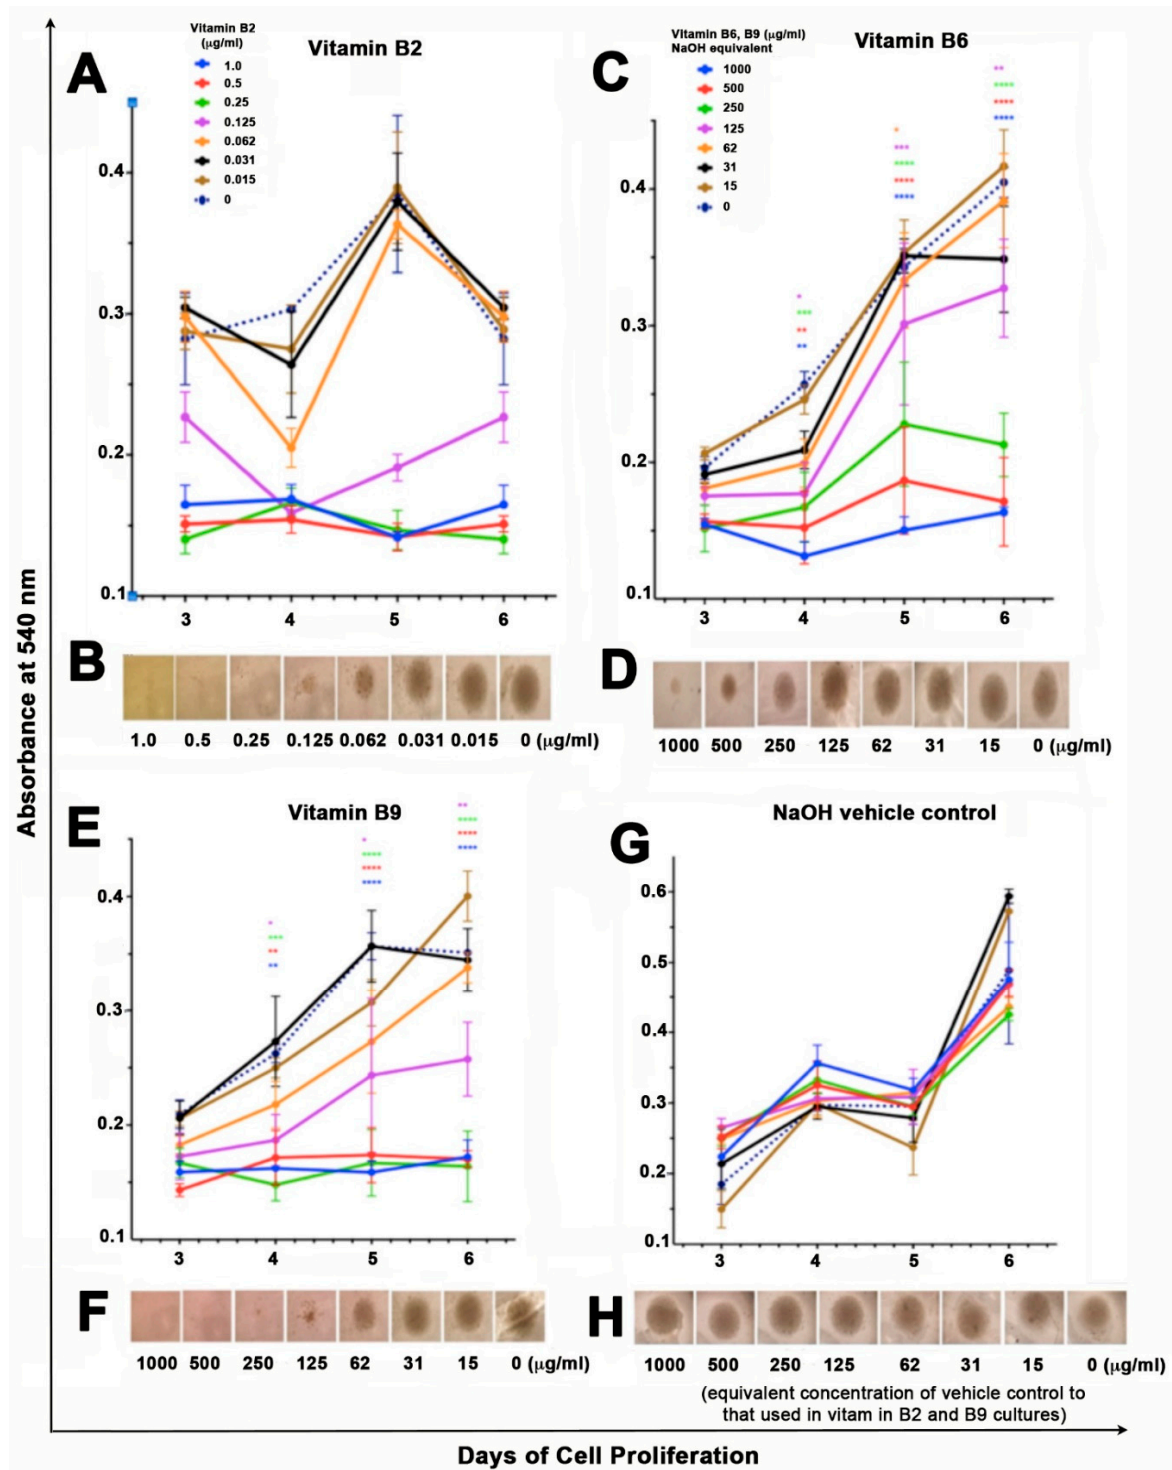 A
Vitamin B2
(μg/ml)
1.0
0.5
0.25
0.125
0.062
0.031
0.015
0
Vitamin B2
0.4
0.3
0.2
0.1
3 4 5 6
B
1.0 0.5 0.25 0.125 0.062 0.031 0.015 0 (μg/ml)
C
Vitamin B6, B9 (μg/ml)
NaOH equivalent
1000
500
250
125
62
31
15
0
Vitamin B6
* *** ** **
* *** **** **** ****
** **** **** ****
0.4
0.3
0.2
0.1
3 4 5 6
D
1000 500 250 125 62 31 15 0 (μg/ml)
E
Vitamin B9
* *** ** **
* **** **** ****
** **** **** ****
0.4
0.3
0.2
0.1
3 4 5 6
F
1000 500 250 125 62 31 15 0 (μg/ml)
G
NaOH vehicle control
0.6
0.5
0.4
0.3
0.2
0.1
3 4 5 6
H
1000 500 250 125 62 31 15 0 (μg/ml)
(equivalent concentration of vehicle control to
that used in vitam in B2 and B9 cultures)
Absorbance at 540 nm
Days of Cell Proliferation